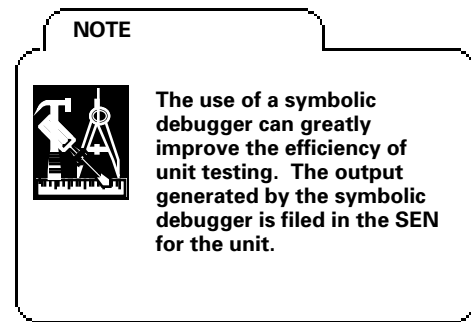 NOTE
The use of a symbolic
debugger can greatly
improve the efficiency of
unit testing.  The output
generated by the symbolic
debugger is filed in the SEN
for the unit.